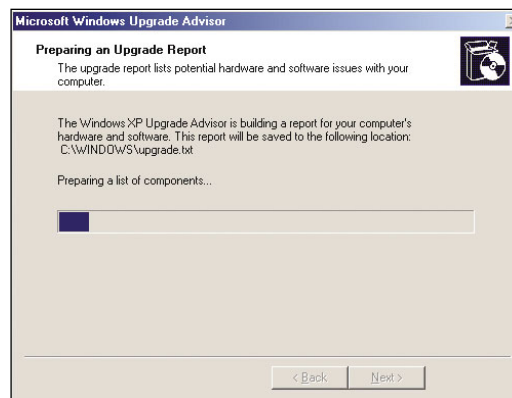 Microsoft Windows Upgrade Advisor
Preparing an Upgrade Report
The upgrade report lists potential hardware and software issues with your
computer.
The Windows XP Upgrade Advisor is building a report for your computer's
hardware and software. This report will be saved to the following location:
C:\WINDOWS\upgrade.txt
Preparing a list of components...
< Back
Next >